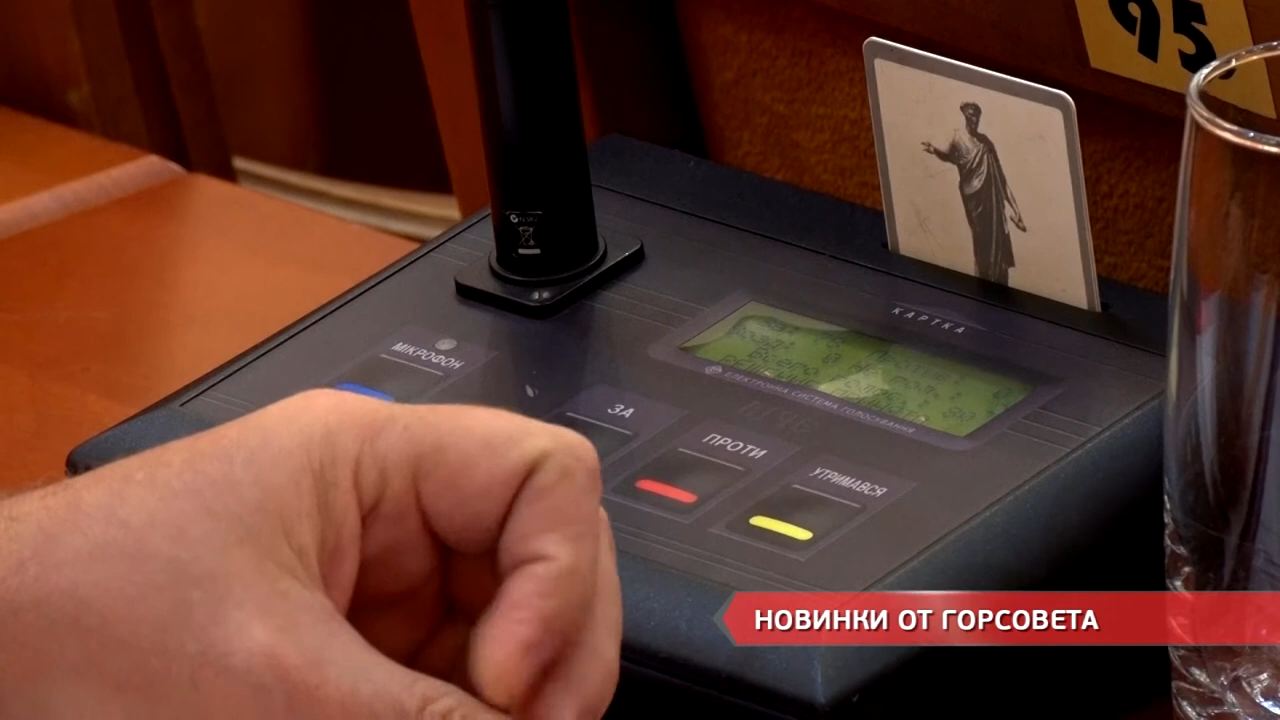 95
КАРТКА
МІКРОФОН
ЕЛЕКТРОННА СИСТЕМА ГОЛОСУВАННЯ
ЗА
ПРОТИ
УТРИМАВСЯ
НОВИНКИ ОТ ГОРСОВЕТА